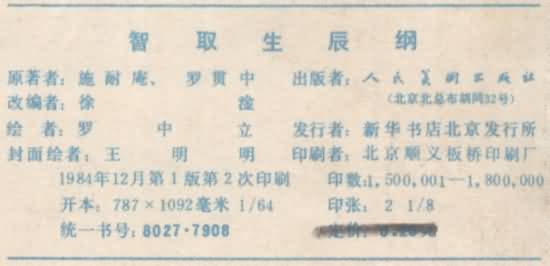 智取生辰纲
原著者：施耐庵、罗贯中
改编者：徐淦
绘者：罗中立
封面绘者：王明明
1984年12月第1版第2次印刷
开本：787×1092毫米 1/64
统一书号：8027·7908
出版者：人民美术出版社
（北京北总布胡同32号）
发行者：新华书店北京发行所
印刷者：北京顺义板桥印刷厂
印数：1,500,001—1,800,000
印张：2 1/8
定价：